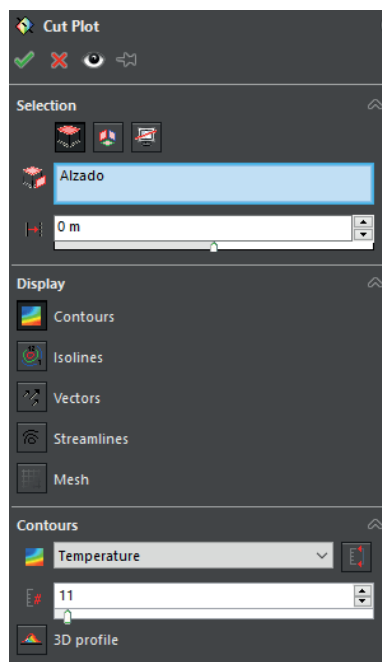 Cut Plot
Selection
Alzado
0 m
Display
Contours
Isolines
Vectors
Streamlines
Mesh
Contours
Temperature
11
3D profile